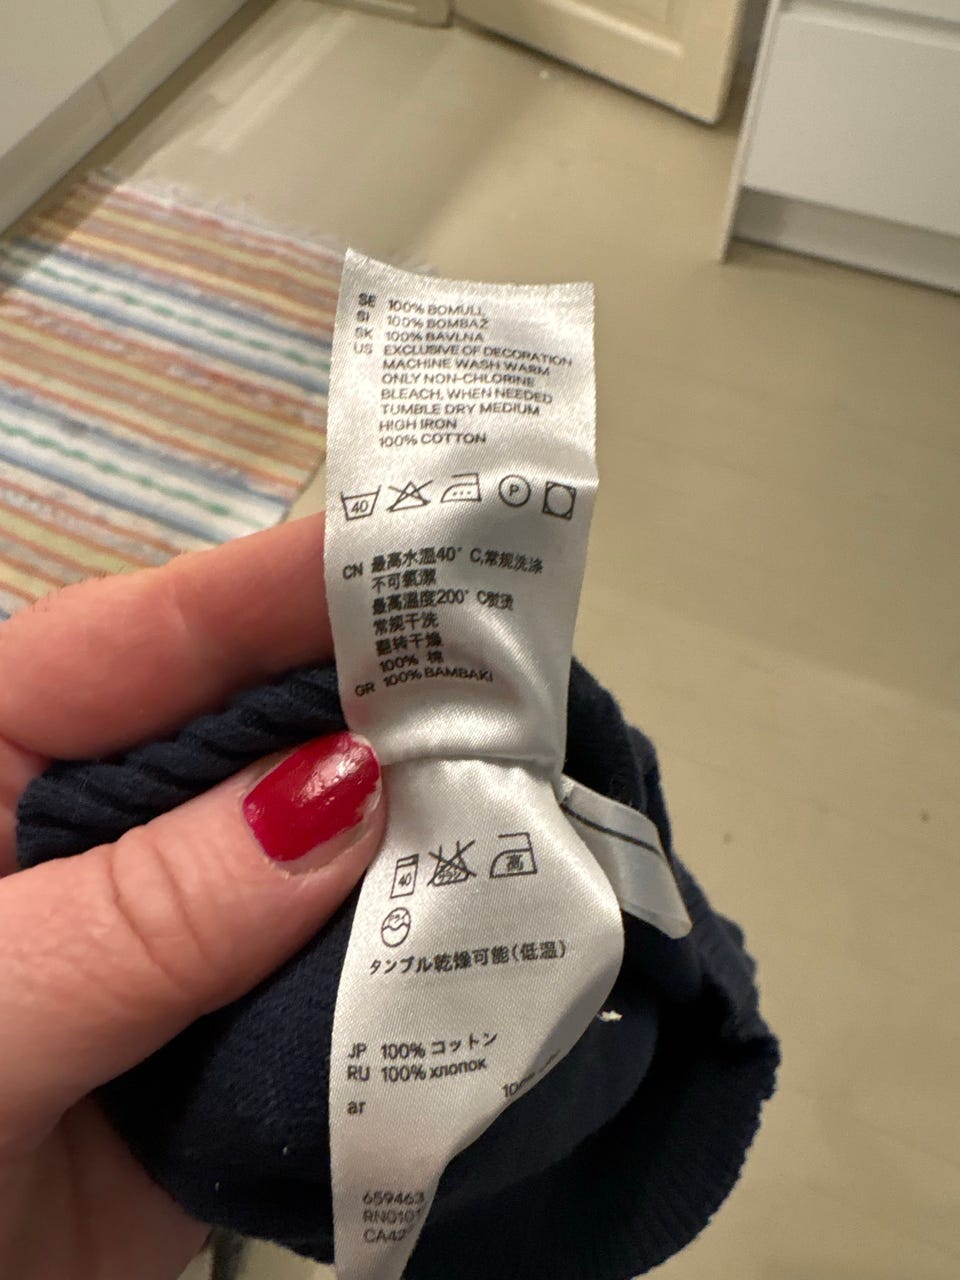 SE 100% BOMULL
SI 100% BOMBAŽ
SK 100% BAVLNA
US EXCLUSIVE OF DECORATION
MACHINE WASH WARM
ONLY NON-CHLORINE
BLEACH, WHEN NEEDED
TUMBLE DRY MEDIUM
HIGH IRON
100% COTTON
40 P
CN 最高水温40° C,常规洗涤
不可氯漂
最高温度200° C熨烫
常规干洗
翻转干燥
100% 棉
GR 100% BAMBAKI
40 高
タンブル乾燥可能(低温)
JP 100% コットン
RU 100% хлопок
ar 100%
659463
RN0101
CA42